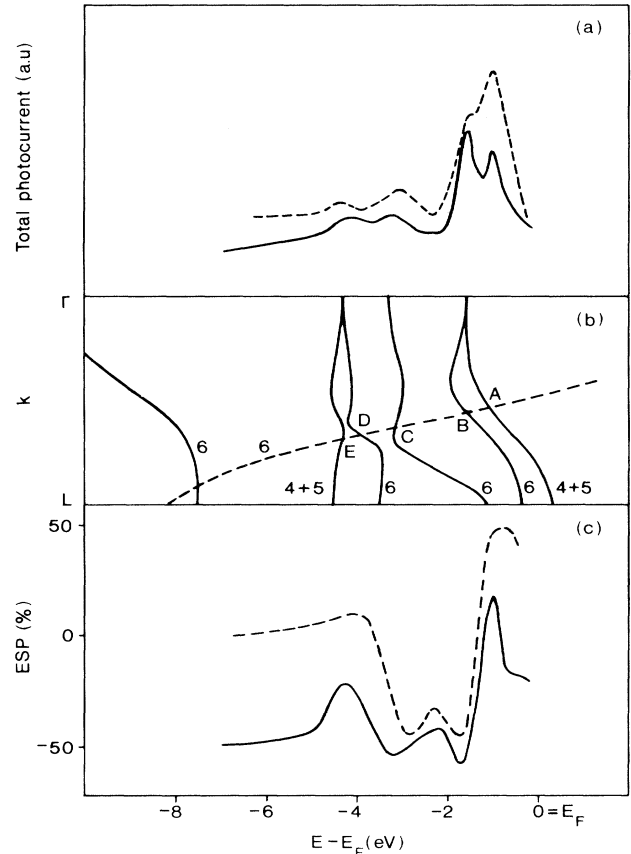 (a)
Total photocurrent (a.u)
Γ
(b)
k
A
B
D
C
E
6
6
4+5
6
6
6
4+5
L
50
(c)
0
ESP (%)
-50
-8
-6
-4
-2
0=E_F
E-E_F(eV)